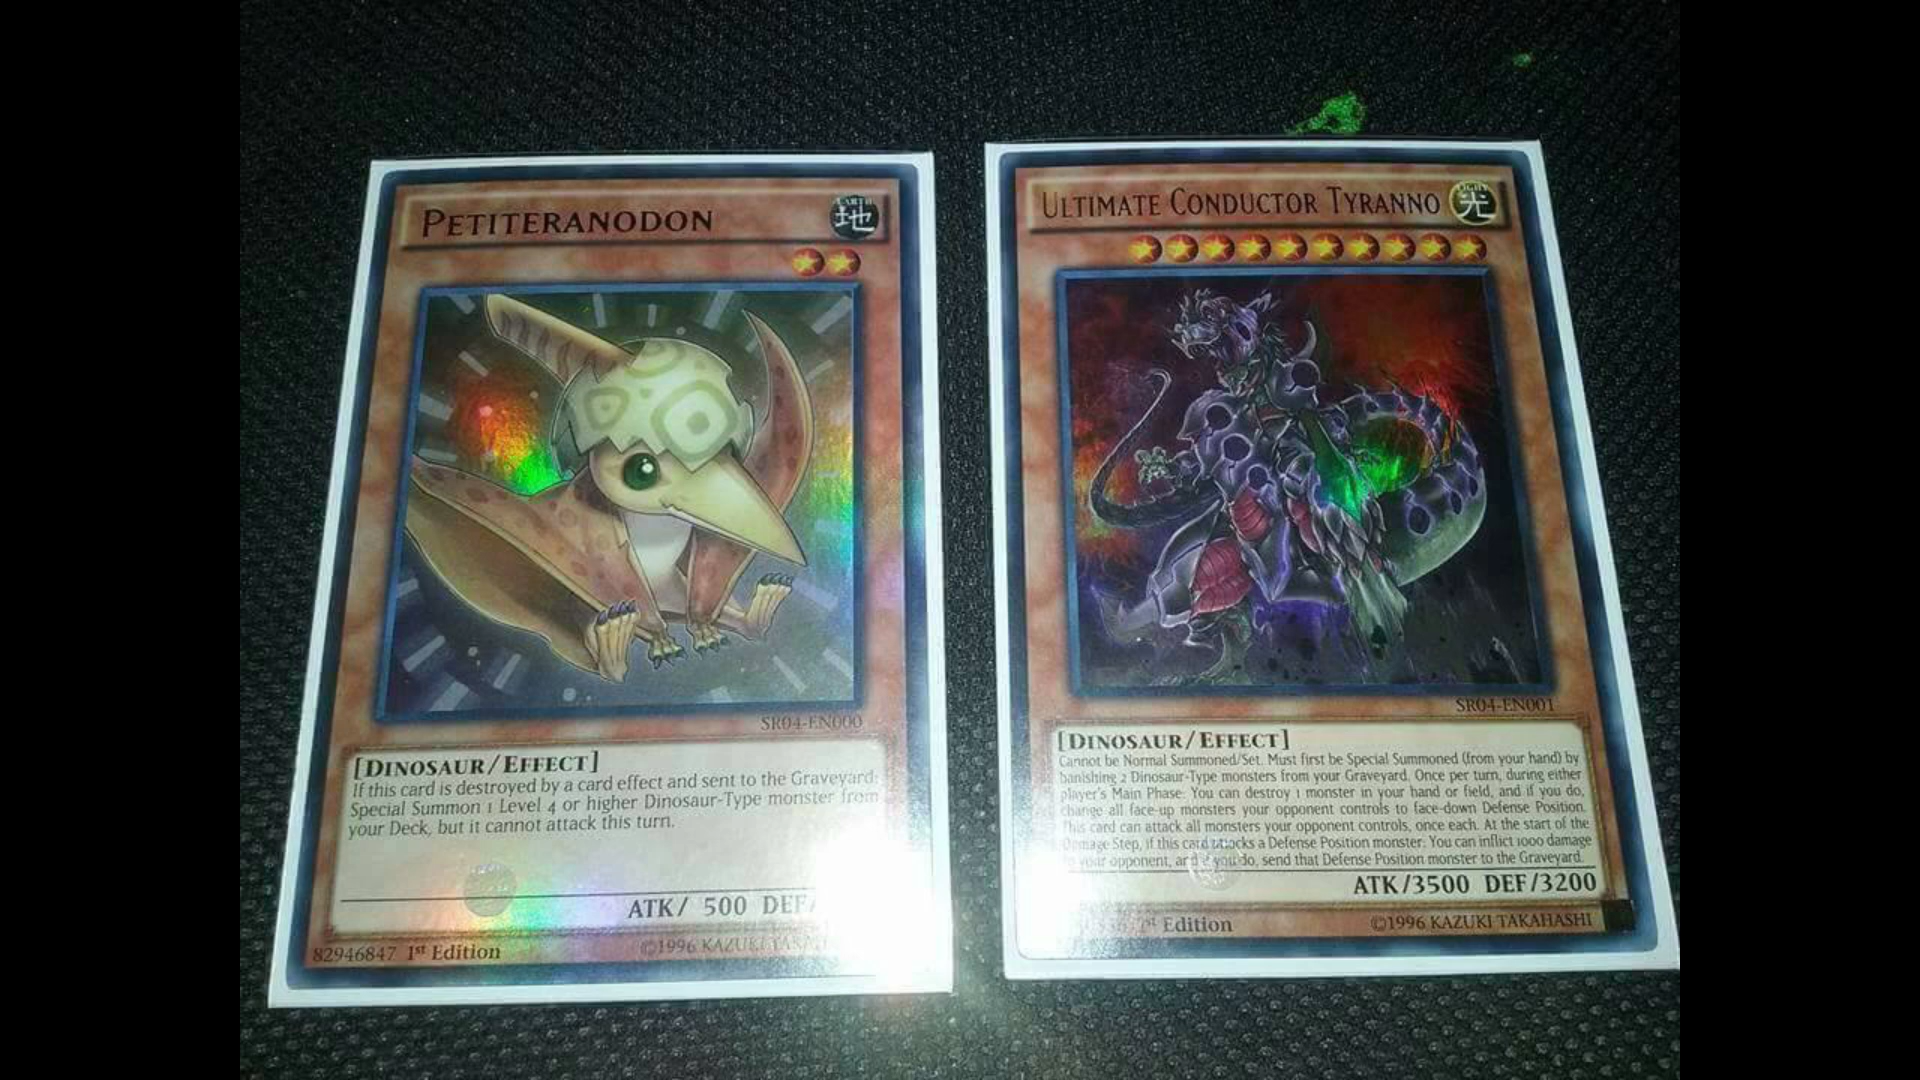 PETITERANODON
EARTH
地
SR04-EN000
[DINOSAUR/EFFECT]
If this card is destroyed by a card effect and sent to the Graveyard:
Special Summon 1 Level 4 or higher Dinosaur-Type monster from
your Deck, but it cannot attack this turn.
ATK/ 500 DEF/
82946847 1st Edition
©1996 KAZUKI
ULTIMATE CONDUCTOR TYRANNO
LIGHT
光
SR04-EN001
[DINOSAUR/EFFECT]
Cannot be Normal Summoned/Set. Must first be Special Summoned (from your hand) by
banishing 2 Dinosaur-Type monsters from your Graveyard. Once per turn, during either
player's Main Phase: You can destroy 1 monster in your hand or field, and if you do,
change all face-up monsters your opponent controls to face-down Defense Position.
This card can attack all monsters your opponent controls, once each. At the start of the
Damage Step, if this card attacks a Defense Position monster: You can inflict 1000 damage
to your opponent, and if you do, send that Defense Position monster to the Graveyard.
ATK/3500 DEF/3200
1st Edition
©1996 KAZUKI TAKAHASHI